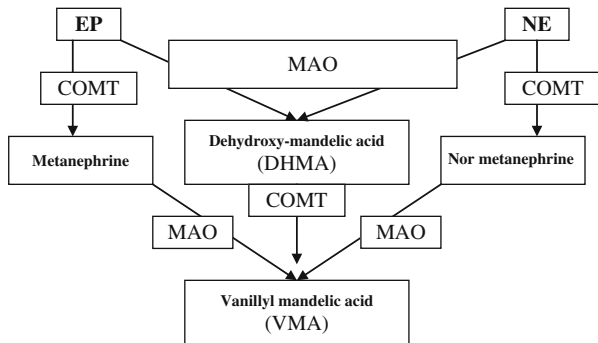 EP
NE
MAO
COMT
COMT
Dehydroxy-mandelic acid
(DHMA)
Metanephrine
Nor metanephrine
COMT
MAO
MAO
Vanillyl mandelic acid
(VMA)